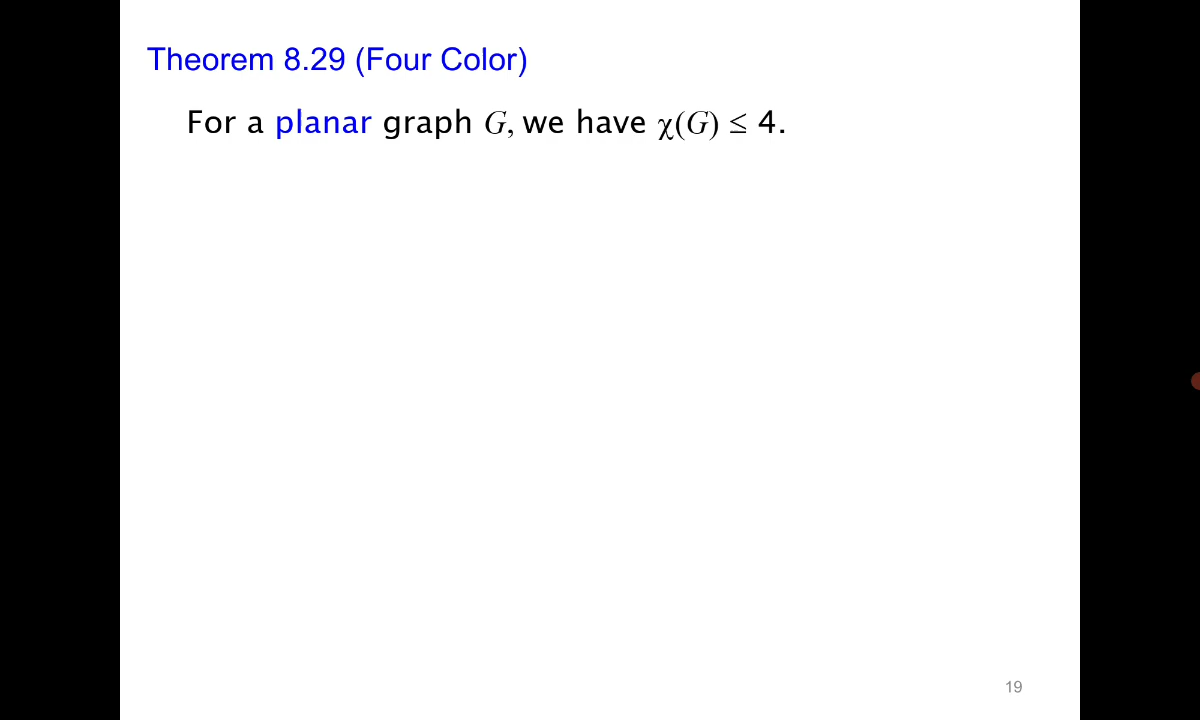 Theorem 8.29 (Four Color)
For a planar graph G, we have χ(G) ≤ 4.
19